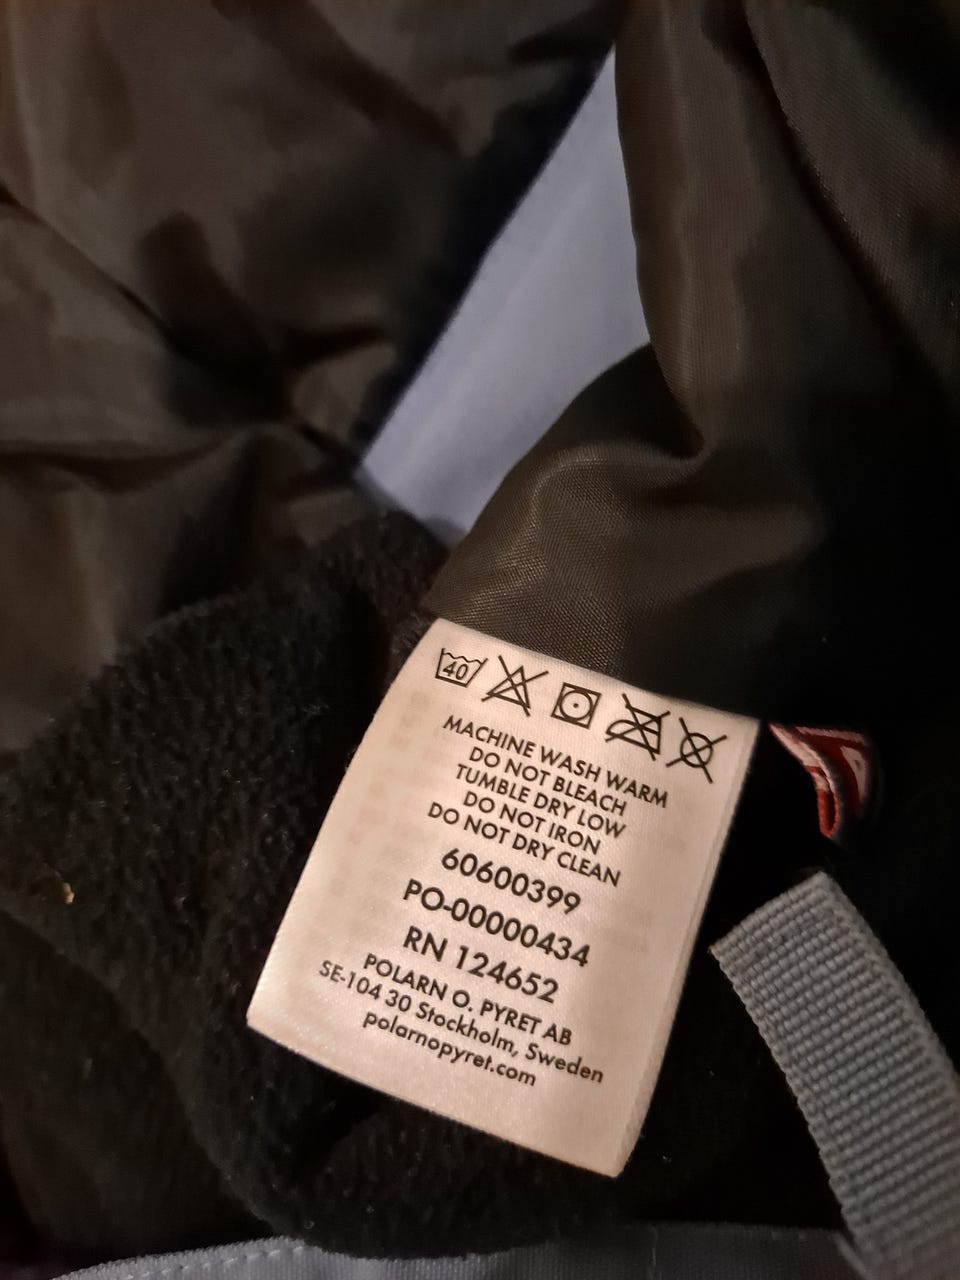 40
MACHINE WASH WARM
DO NOT BLEACH
TUMBLE DRY LOW
DO NOT IRON
DO NOT DRY CLEAN
60600399
PO-00000434
RN 124652
POLARN O. PYRET AB
SE-104 30 Stockholm, Sweden
polarnopyret.com